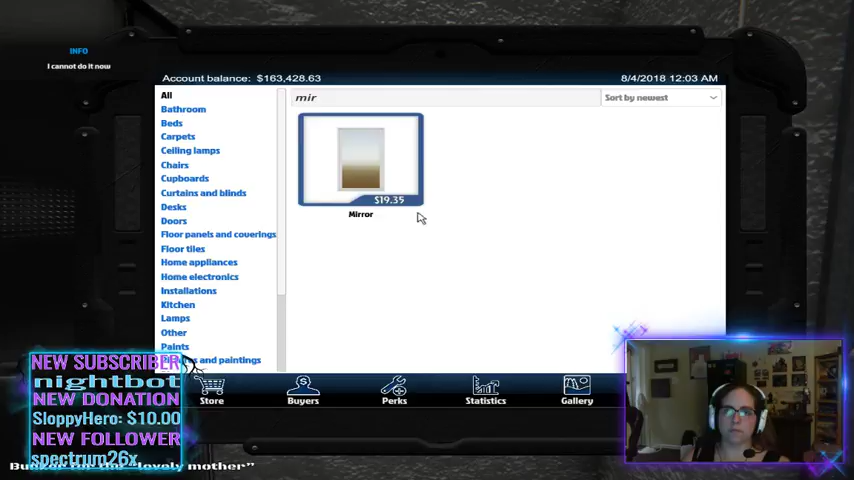 INFO
I cannot do it now
Account balance: $163,428.63
8/4/2018 12:03 AM
All
Bathroom
Beds
Carpets
Ceiling lamps
Chairs
Cupboards
Curtains and blinds
Desks
Doors
Floor panels and coverings
Floor tiles
Home appliances
Home electronics
Installations
Kitchen
Lamps
Other
Paints
and paintings
mir
Sort by newest
$19.35
Mirror
Store
Buyers
Perks
Statistics
Gallery
NEW SUBSCRIBER
nightbot
NEW DONATION
SloppyHero: $10.00
NEW FOLLOWER
spectrum26x
for the "lovely mother"